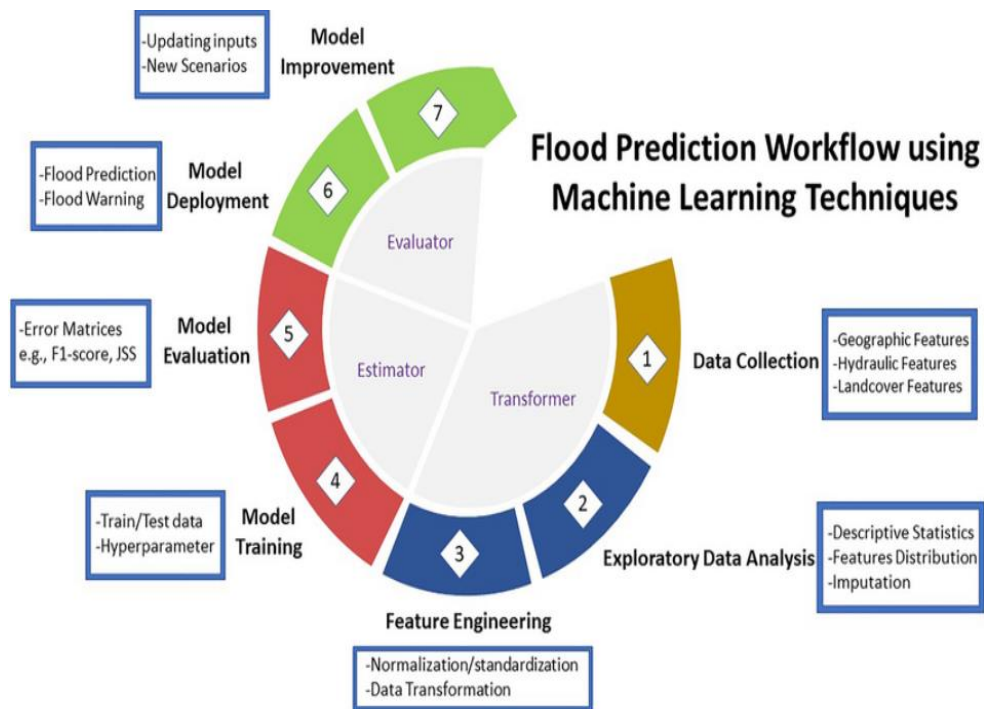 Flood Prediction Workflow using
Machine Learning Techniques
1
Data Collection
-Geographic Features
-Hydraulic Features
-Landcover Features
2
Exploratory Data Analysis
-Descriptive Statistics
-Features Distribution
-Imputation
3
Feature Engineering
-Normalization/standardization
-Data Transformation
4
Model
Training
-Train/Test data
-Hyperparameter
5
Model
Evaluation
-Error Matrices
e.g., F1-score, JSS
6
Model
Deployment
-Flood Prediction
-Flood Warning
7
Model
Improvement
-Updating inputs
-New Scenarios
Transformer
Estimator
Evaluator